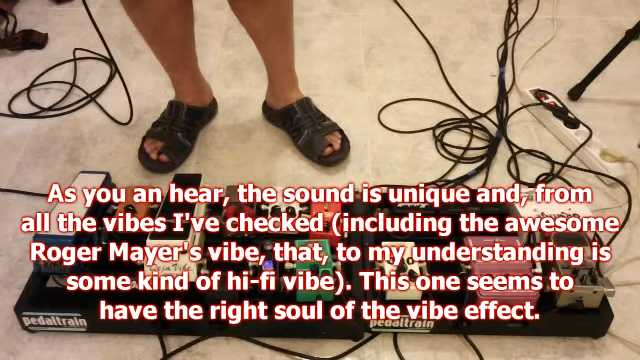 As you an hear, the sound is unique and, from
all the vibes I've checked (including the awesome
Roger Mayer's vibe, that, to my understanding is
some kind of hi-fi vibe). This one seems to
have the right soul of the vibe effect.
Deja Vibe
pedaltrain
pedaltrain